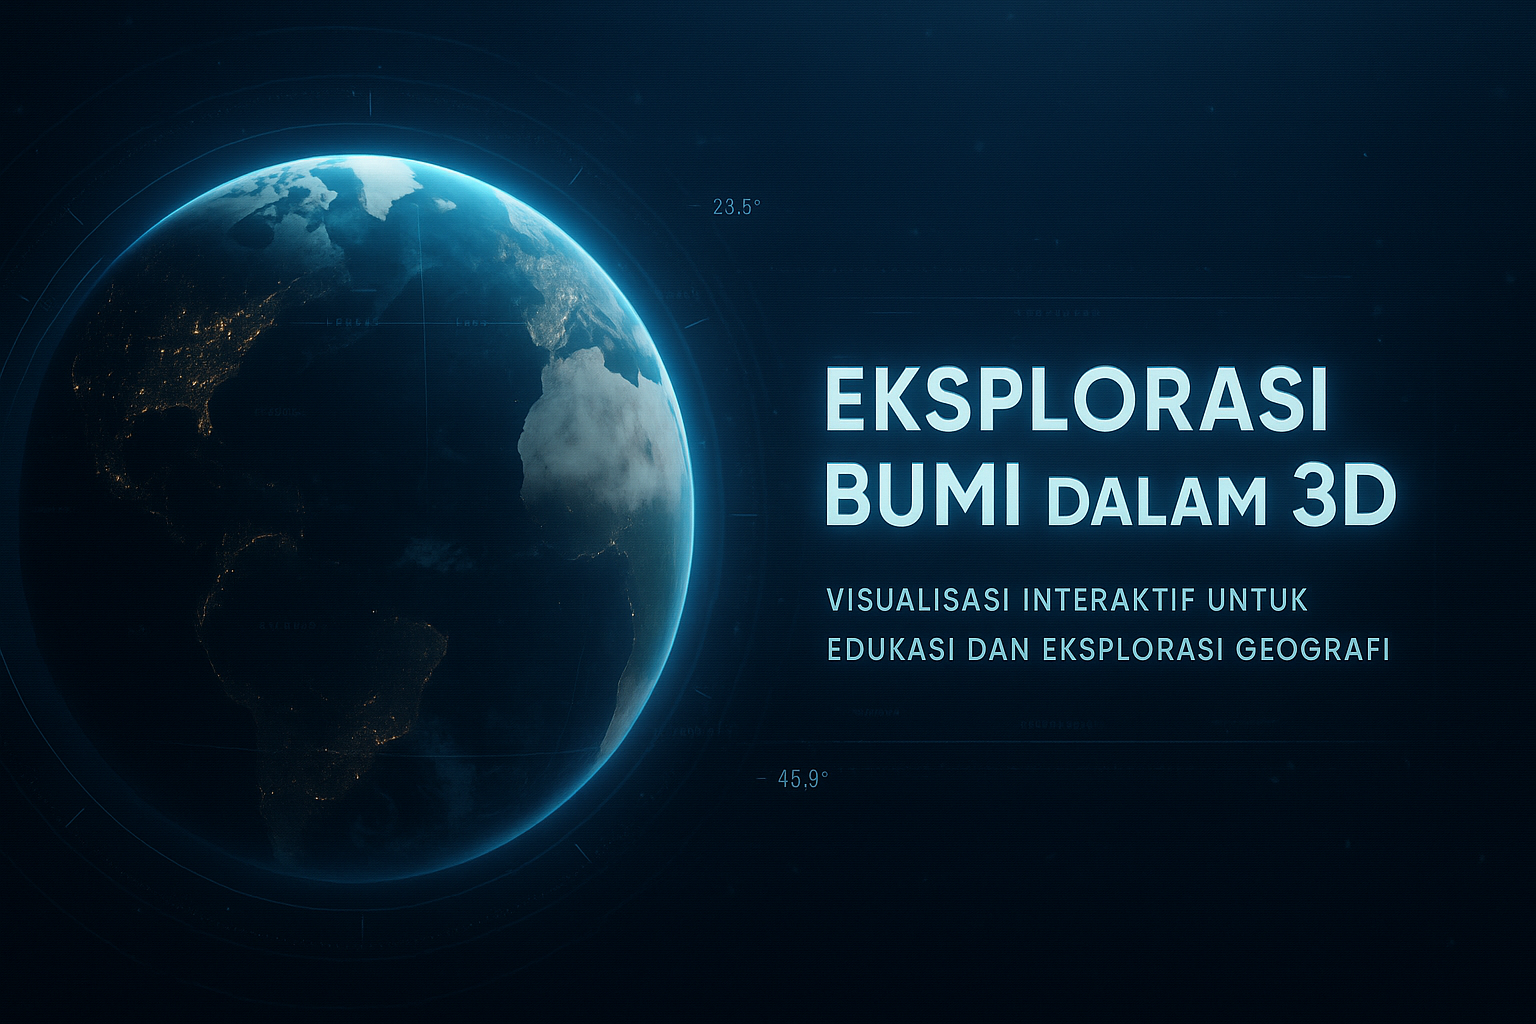 23.5°
EKSPLORASI
BUMI DALAM 3D
VISUALISASI INTERAKTIF UNTUK
EDUKASI DAN EKSPLORASI GEOGRAFI
45,9°